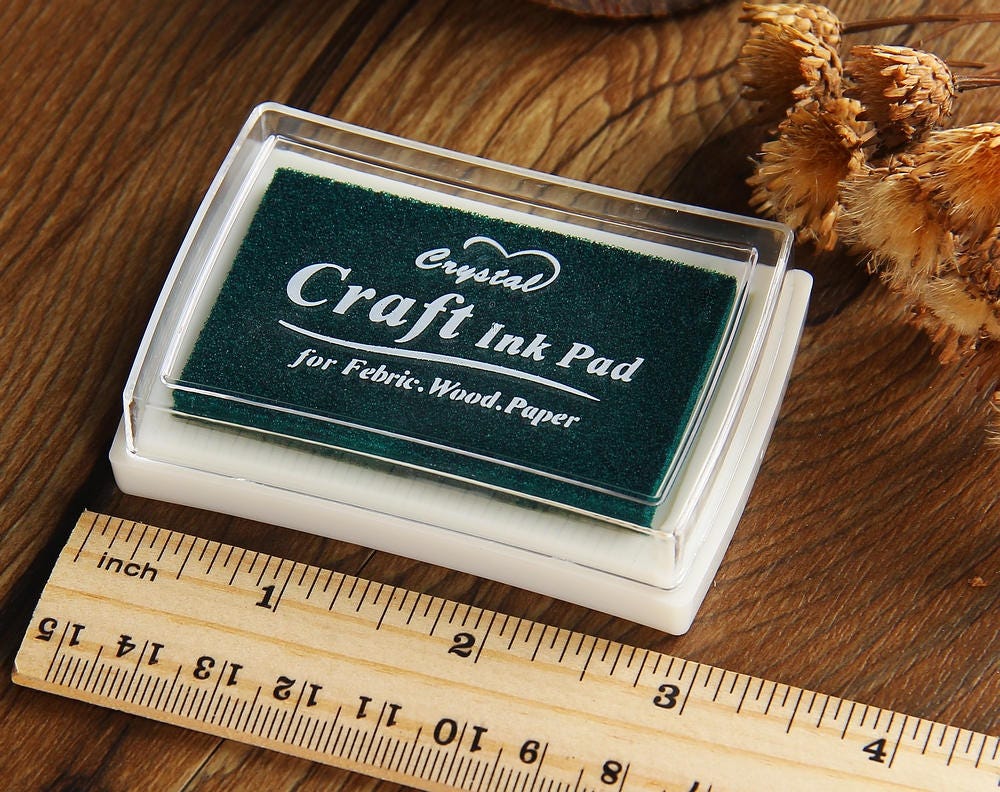 Crystal
Craft Ink Pad
for Febric.Wood.Paper
inch
1 2 3 4
15 14 13 12 11 10 9 8 7